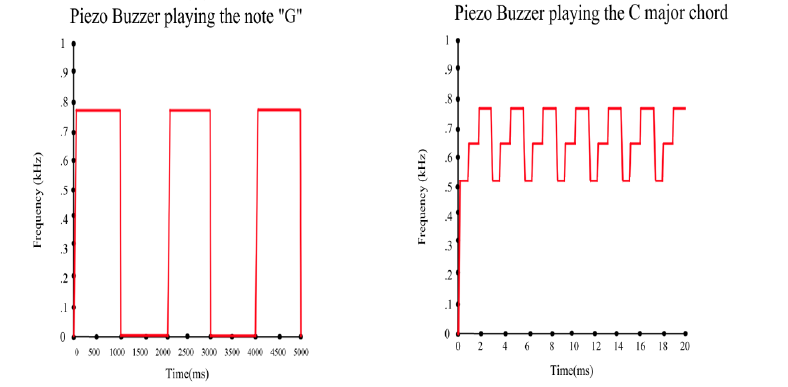 Piezo Buzzer playing the note "G"
1
.9
.8
.7
.6
.5
.4
.3
.2
.1
0
Frequency (kHz)
0 500 1000 1500 2000 2500 3000 3500 4000 4500 5000
Time(ms)
Piezo Buzzer playing the C major chord
1
.9
.8
.7
.6
.5
.4
.3
.2
.1
0
Frequency (kHz)
0 2 4 6 8 10 12 14 16 18 20
Time(ms)